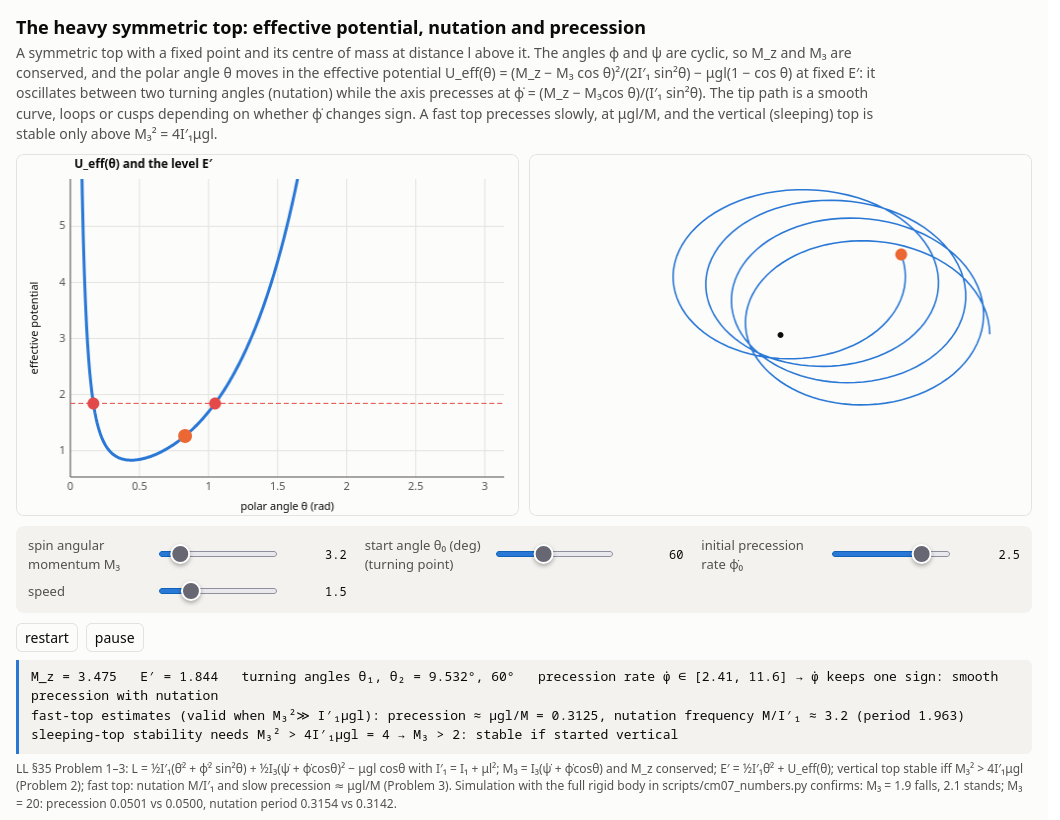 The heavy symmetric top: effective potential, nutation and precession
A symmetric top with a fixed point and its centre of mass at distance l above it. The angles ϕ and ψ are cyclic, so M_z and M₃ are
conserved, and the polar angle θ moves in the effective potential U_eff(θ) = (M_z − M₃ cos θ)²/(2I′₁ sin²θ) − μgl(1 − cos θ) at fixed E′: it
oscillates between two turning angles (nutation) while the axis precesses at ϕ̇ = (M_z − M₃cos θ)/(I′₁ sin²θ). The tip path is a smooth
curve, loops or cusps depending on whether ϕ̇ changes sign. A fast top precesses slowly, at μgl/M, and the vertical (sleeping) top is
stable only above M₃² = 4I′₁μgl.
U_eff(θ) and the level E′
effective potential
5
4
3
2
1
0 0.5 1 1.5 2 2.5 3
polar angle θ (rad)
spin angular momentum M₃ 3.2
start angle θ₀ (deg) (turning point) 60
initial precession rate ϕ̇₀ 2.5
speed 1.5
restart pause
M_z = 3.475 E′ = 1.844 turning angles θ₁, θ₂ = 9.532°, 60° precession rate φ̇ ∈ [2.41, 11.6] → φ̇ keeps one sign: smooth
precession with nutation
fast-top estimates (valid when M₃²≫ I′₁μgl): precession ≈ μgl/M = 0.3125, nutation frequency M/I′₁ ≈ 3.2 (period 1.963)
sleeping-top stability needs M₃² > 4I′₁μgl = 4 → M₃ > 2: stable if started vertical
LL §35 Problem 1–3: L = ½I′₁(θ̇² + ϕ̇² sin²θ) + ½I₃(ψ̇ + ϕ̇cosθ)² − μgl cosθ with I′₁ = I₁ + μl²; M₃ = I₃(ψ̇ + ϕ̇cosθ) and M_z conserved; E′ = ½I′₁θ̇² + U_eff(θ); vertical top stable iff M₃² > 4I′₁μgl
(Problem 2); fast top: nutation M/I′₁ and slow precession ≈ μgl/M (Problem 3). Simulation with the full rigid body in scripts/cm07_numbers.py confirms: M₃ = 1.9 falls, 2.1 stands; M₃
= 20: precession 0.0501 vs 0.0500, nutation period 0.3154 vs 0.3142.